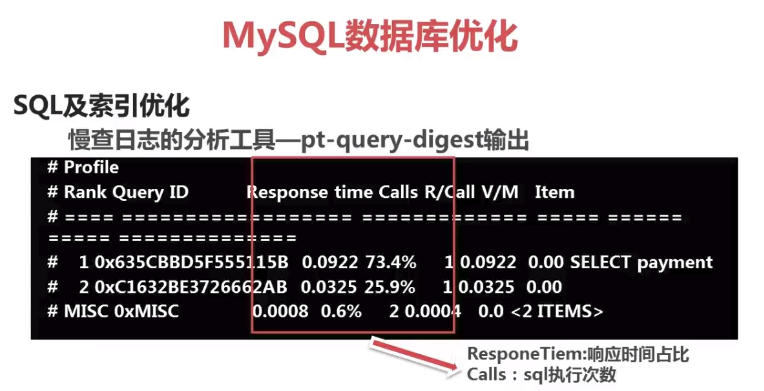 MySQL数据库优化
SQL及索引优化
慢查日志的分析工具—pt-query-digest输出
# Profile
# Rank Query ID Response time Calls R/Call V/M Item
# ==== ================== ============= ===== ======
===== ==============
# 1 0x635CBBD5F555115B 0.0922 73.4% 1 0.0922 0.00 SELECT payment
# 2 0xC1632BE3726662AB 0.0325 25.9% 1 0.0325 0.00
# MISC 0xMISC 0.0008 0.6% 2 0.0004 0.0 <2 ITEMS>
ResponeTiem:响应时间占比
Calls：sql执行次数